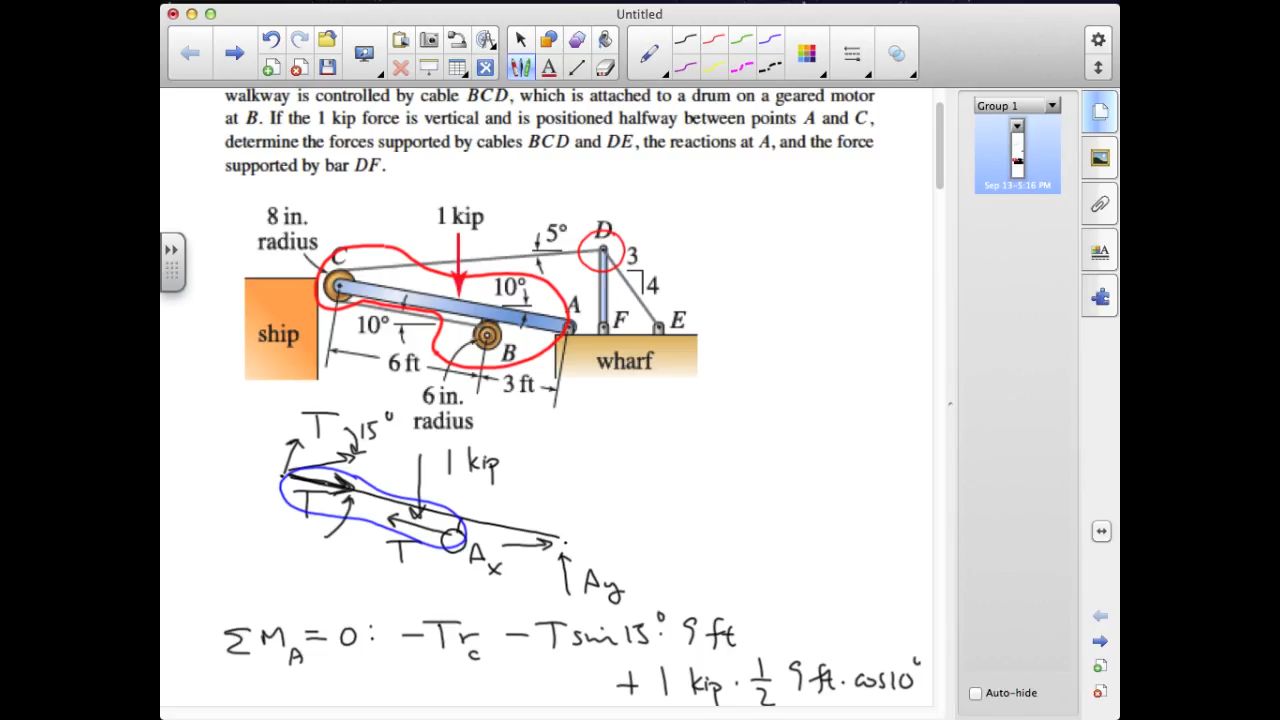 Untitled
walkway is controlled by cable BCD, which is attached to a drum on a geared motor
at B. If the 1 kip force is vertical and is positioned halfway between points A and C,
determine the forces supported by cables BCD and DE, the reactions at A, and the force
supported by bar DF.
8 in.
radius
1 kip
C
5°
D
3
4
10°
A
10°
F
E
ship
B
6 ft
3 ft
wharf
6 in.
radius
T
15°
1 kip
T
T
Ax
Ay
ΣM_A = 0: -Tr_c - T sin 15° · 9 ft
+ 1 kip · 1/2 9 ft · cos10°
Group 1
Sep 13-5:16 PM
Auto-hide